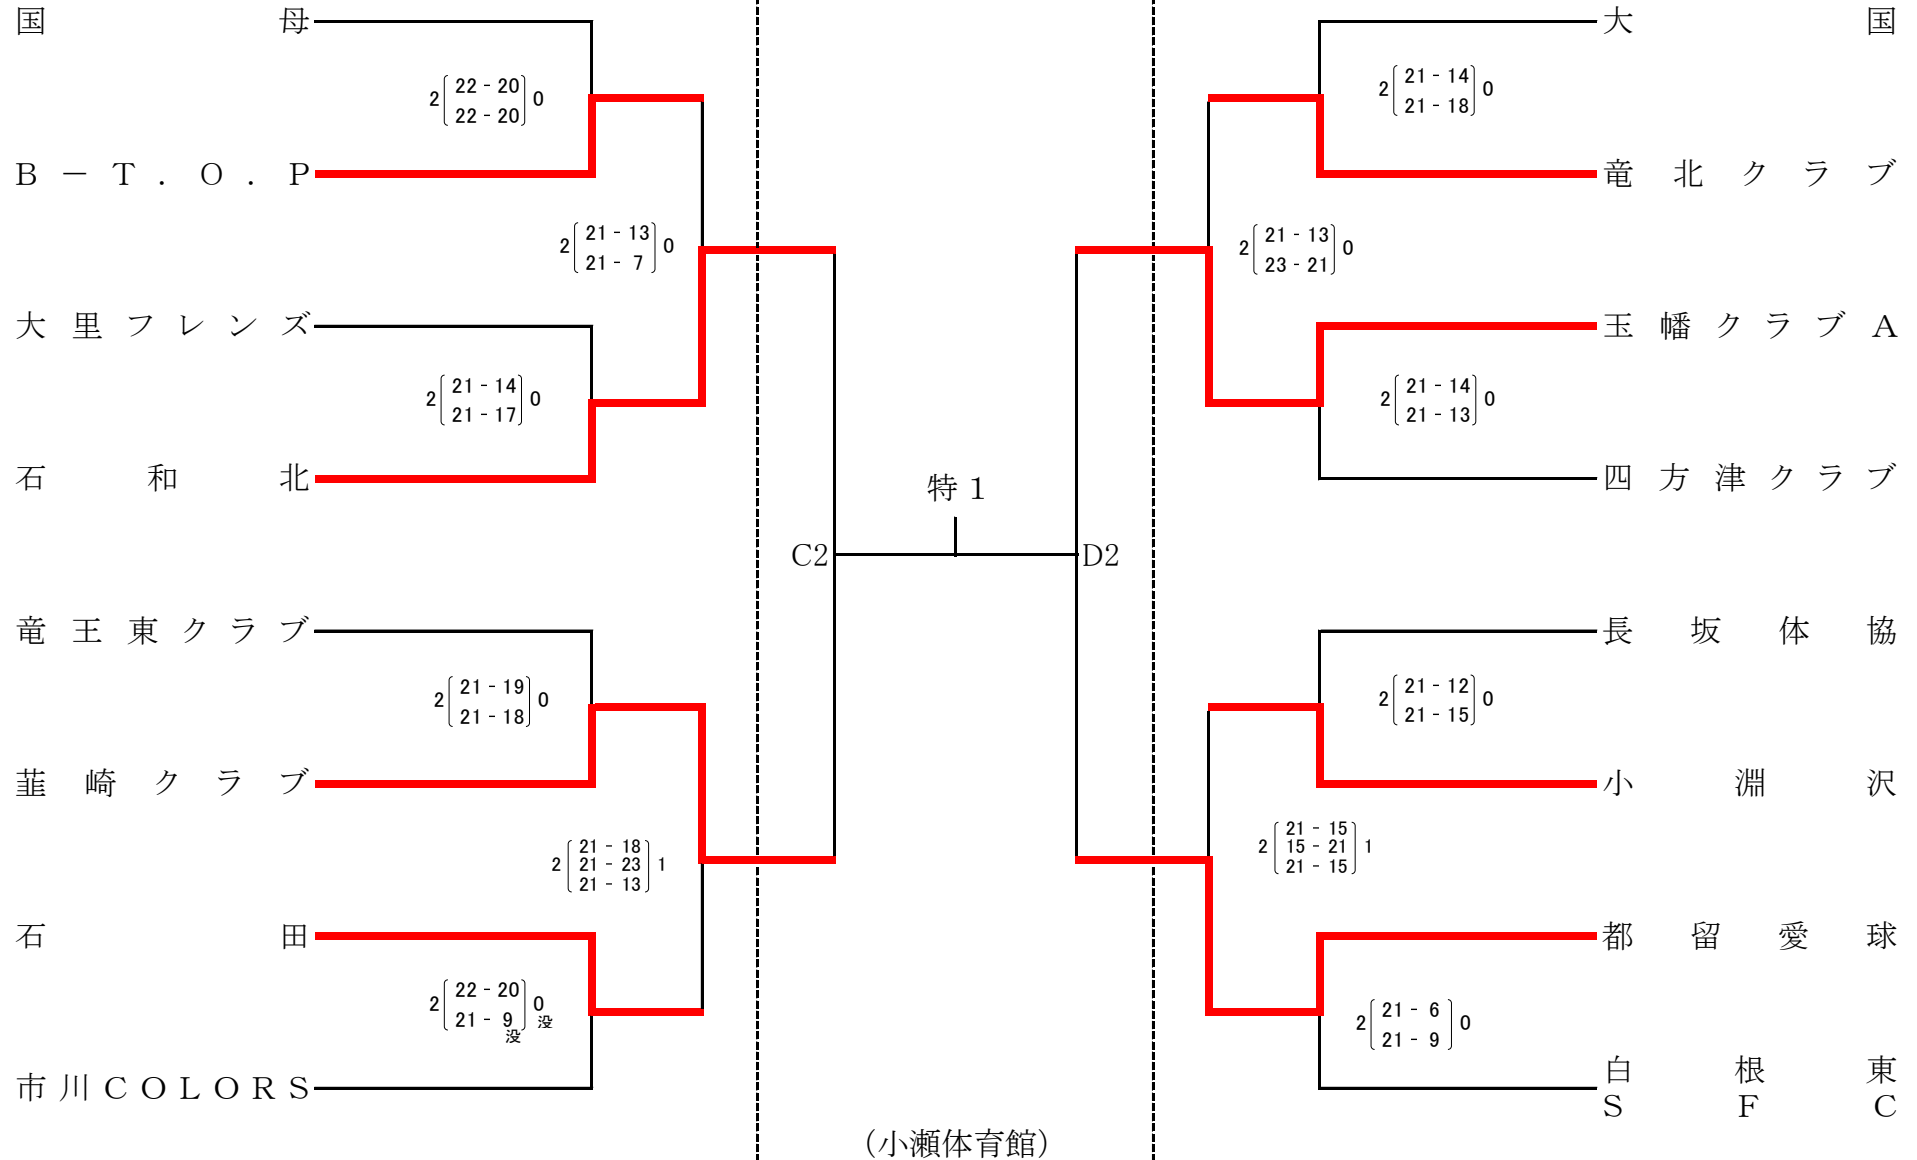 国母
2 22 - 20 0
22 - 20
B－T．O．P
2 21 - 13 0
21 - 7
大里フレンズ
2 21 - 14 0
21 - 17
石和北
竜王東クラブ
2 21 - 19 0
21 - 18
韮崎クラブ
21 - 18
2 21 - 23 1
21 - 13
石田
2 22 - 20 0
21 - 9 没
没
市川COLORS
特1
C2
D2
(小瀬体育館)
大国
2 21 - 14 0
21 - 18
竜北クラブ
2 21 - 13 0
23 - 21
玉幡クラブA
2 21 - 14 0
21 - 13
四方津クラブ
長坂体協
2 21 - 12 0
21 - 15
小淵沢
21 - 15
2 15 - 21 1
21 - 15
都留愛球
2 21 - 6 0
21 - 9
白根東
SFC